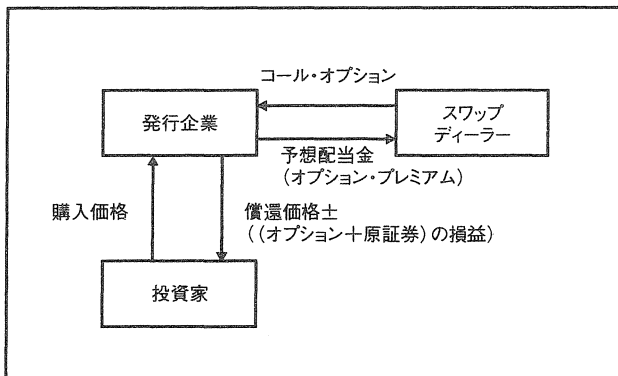 コール・オプション
発行企業
スワップ
ディーラー
予想配当金
(オプション・プレミアム)
購入価格
償還価格±
((オプション+原証券)の損益)
投資家